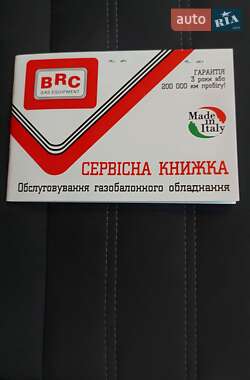 auto RIA
BRC
GAS EQUIPMENT
ГАРАНТІЯ
3 роки або
200 000 км пробігу!
Made in
Italy
СЕРВІСНА КНИЖКА
Обслуговування газобалонного обладнання